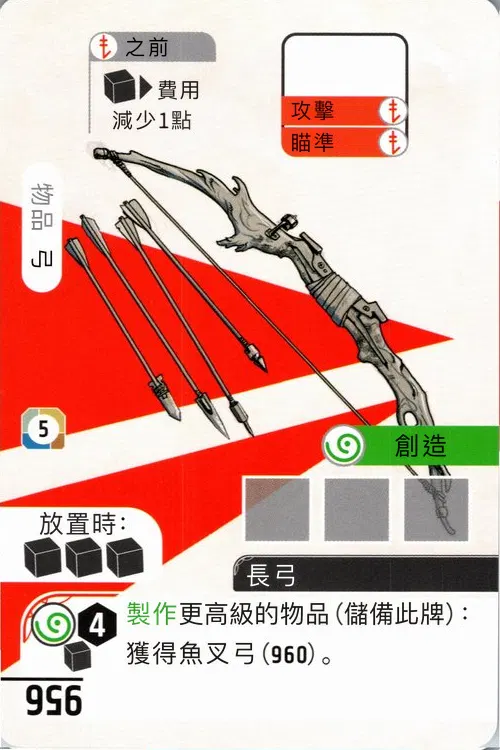 之前
費用
減少1點
攻擊
瞄準
物品 弓
5
創造
放置時：
長弓
4
製作更高級的物品(儲備此牌)：
獲得魚叉弓(960)。
956